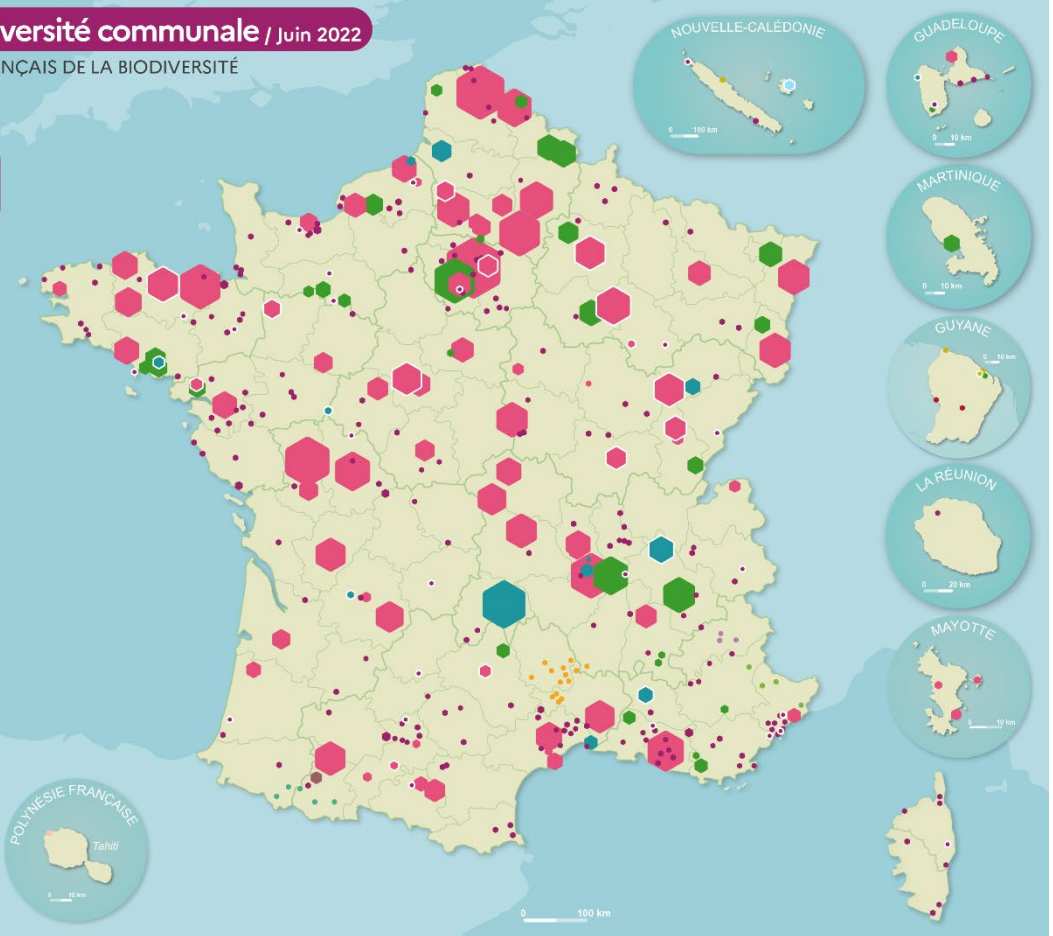 versité communale / Juin 2022
NÇAIS DE LA BIODIVERSITÉ
NOUVELLE-CALÉDONIE
0 100 km
GUADELOUPE
0 10 km
MARTINIQUE
0 10 km
GUYANE
0 10 km
LA RÉUNION
0 20 km
MAYOTTE
10 km
POLYNÉSIE FRANÇAISE
Tahiti
0 10 km
0 100 km